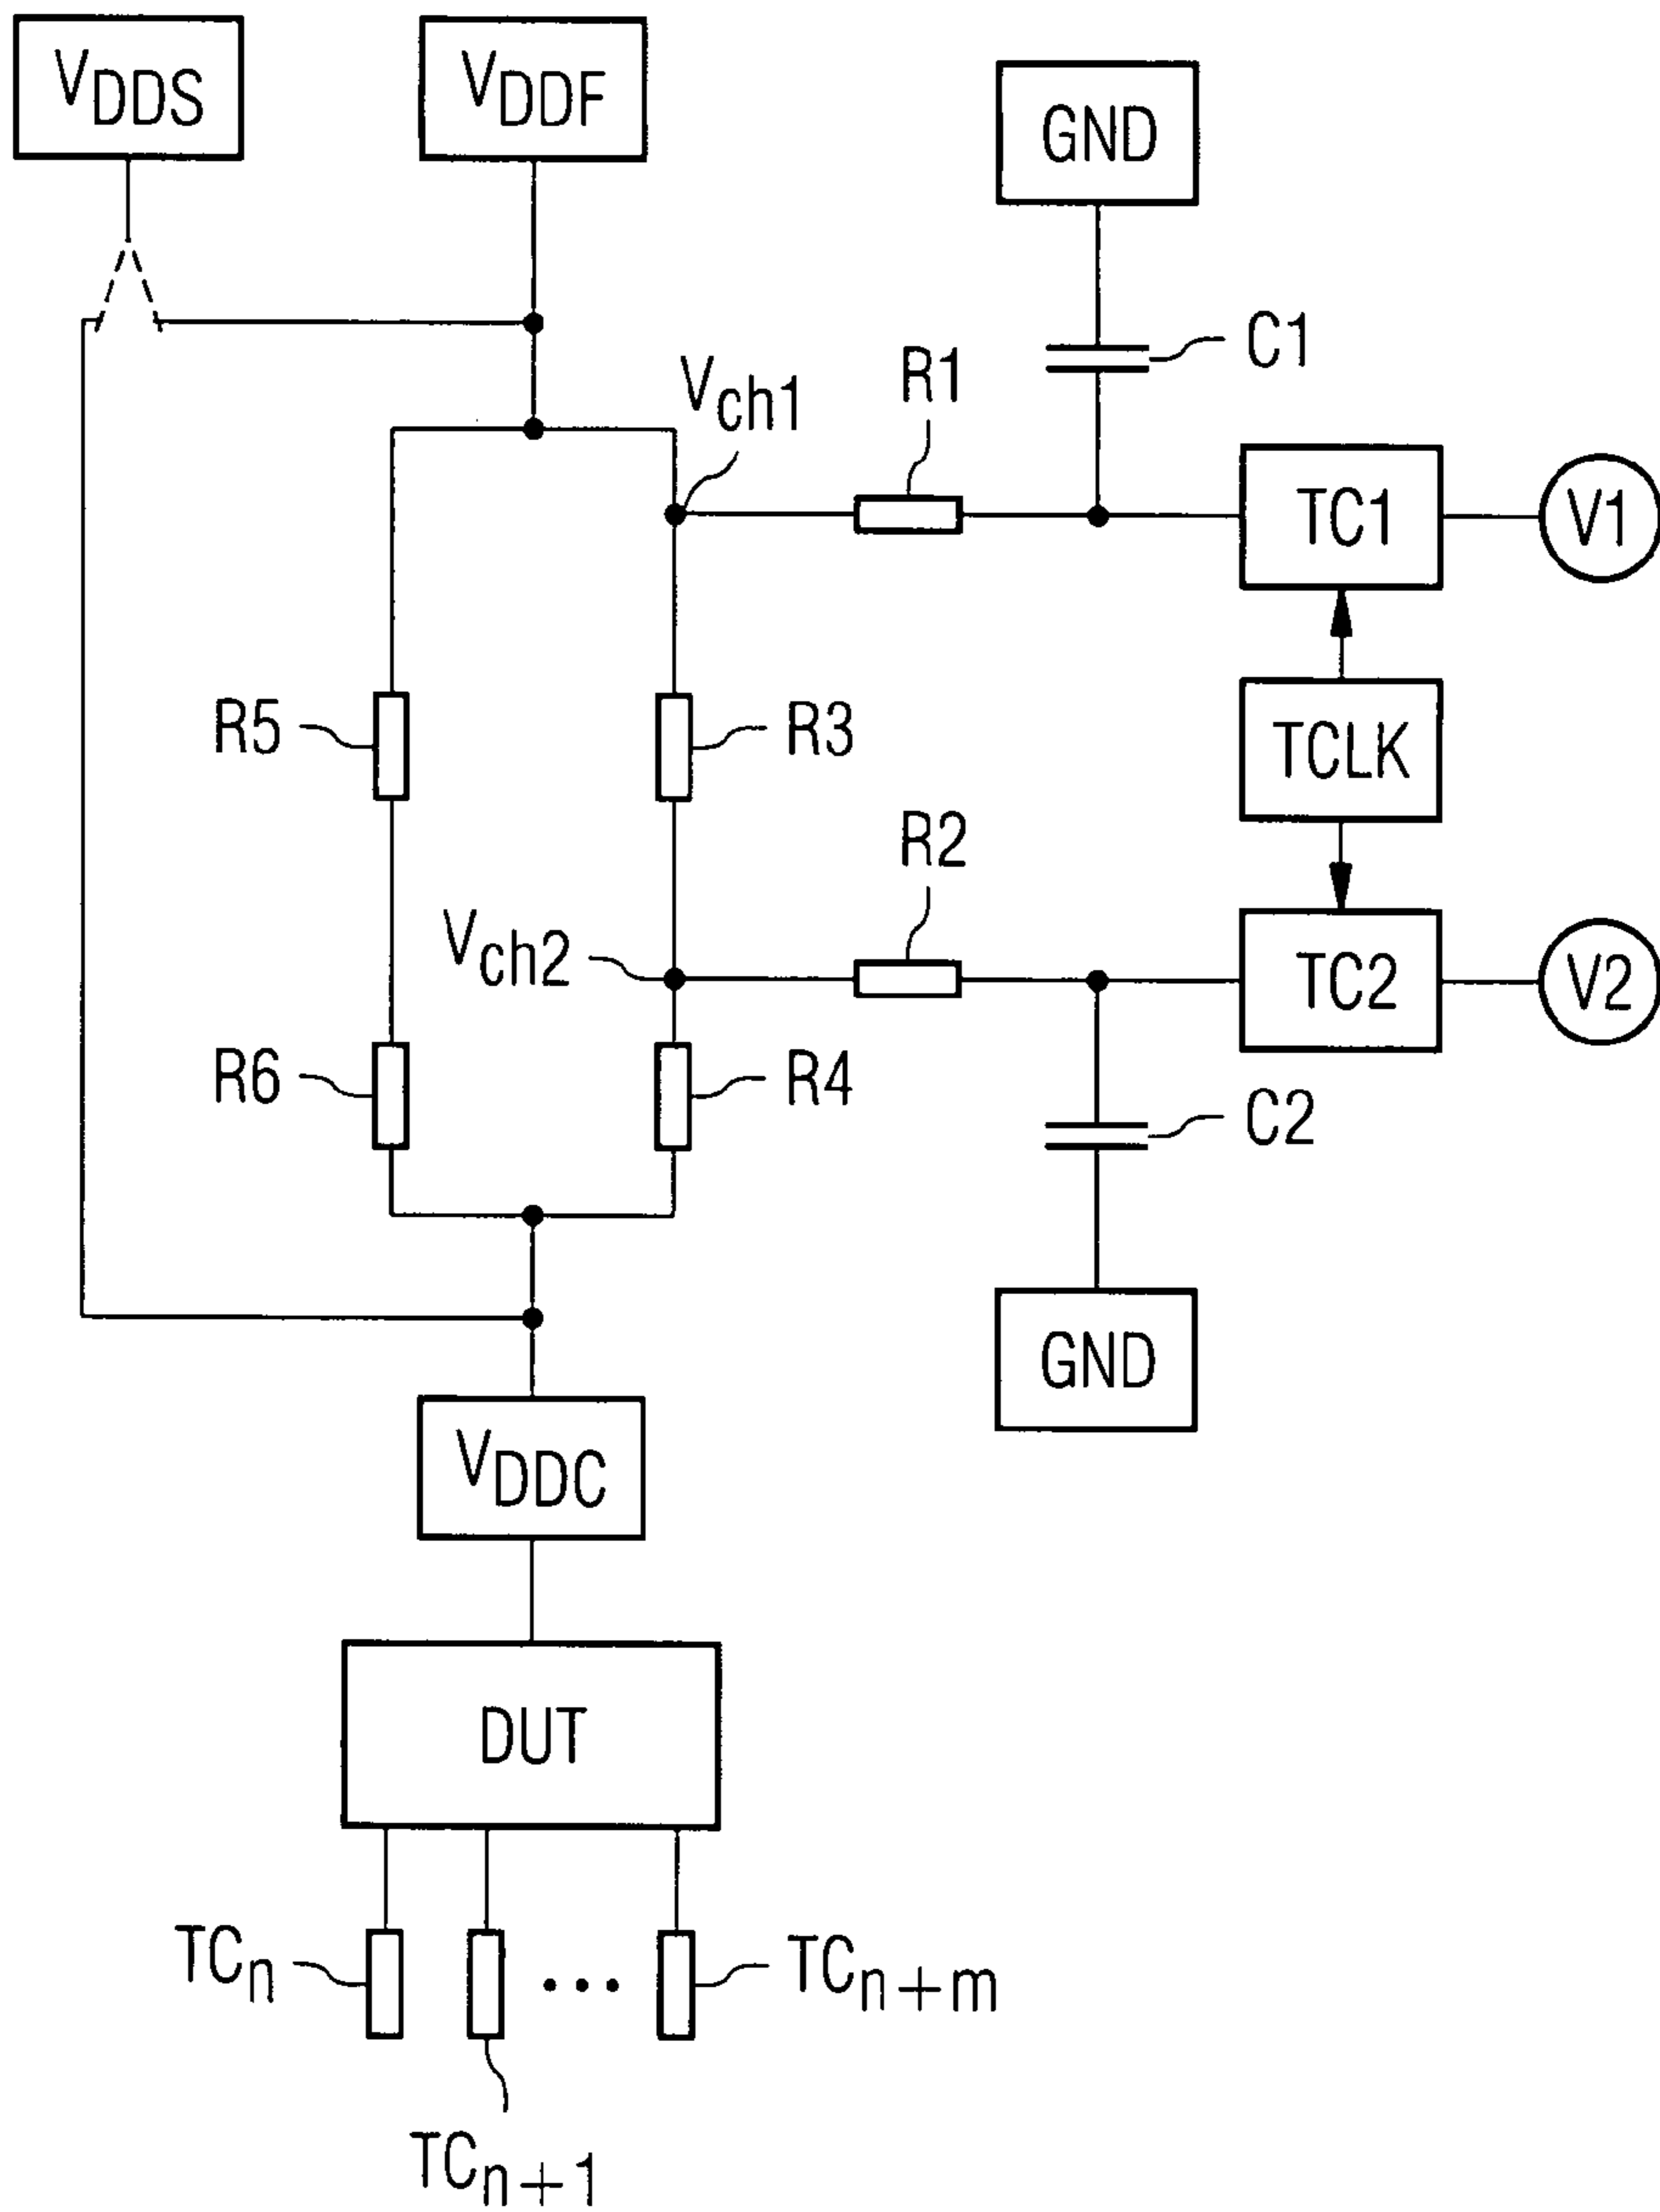 VDDS
VDDF
GND
C1
Vch1
R1
TC1
V1
R5
R3
TCLK
R2
Vch2
TC2
V2
R6
R4
C2
GND
VDDC
DUT
TCn
TCn+m
TCn+1